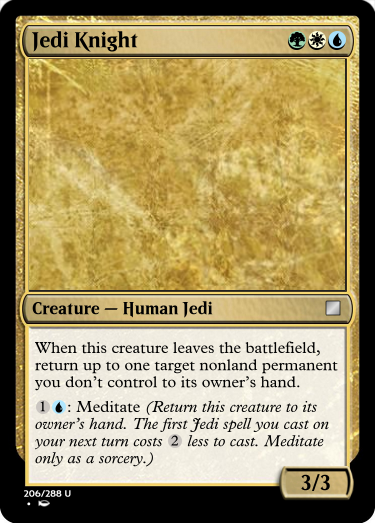 Jedi Knight
Creature — Human Jedi
When this creature leaves the battlefield,
return up to one target nonland permanent
you don't control to its owner's hand.
1 : Meditate (Return this creature to its
owner's hand. The first Jedi spell you cast on
your next turn costs 2 less to cast. Meditate
only as a sorcery.)
3/3
206/288 U